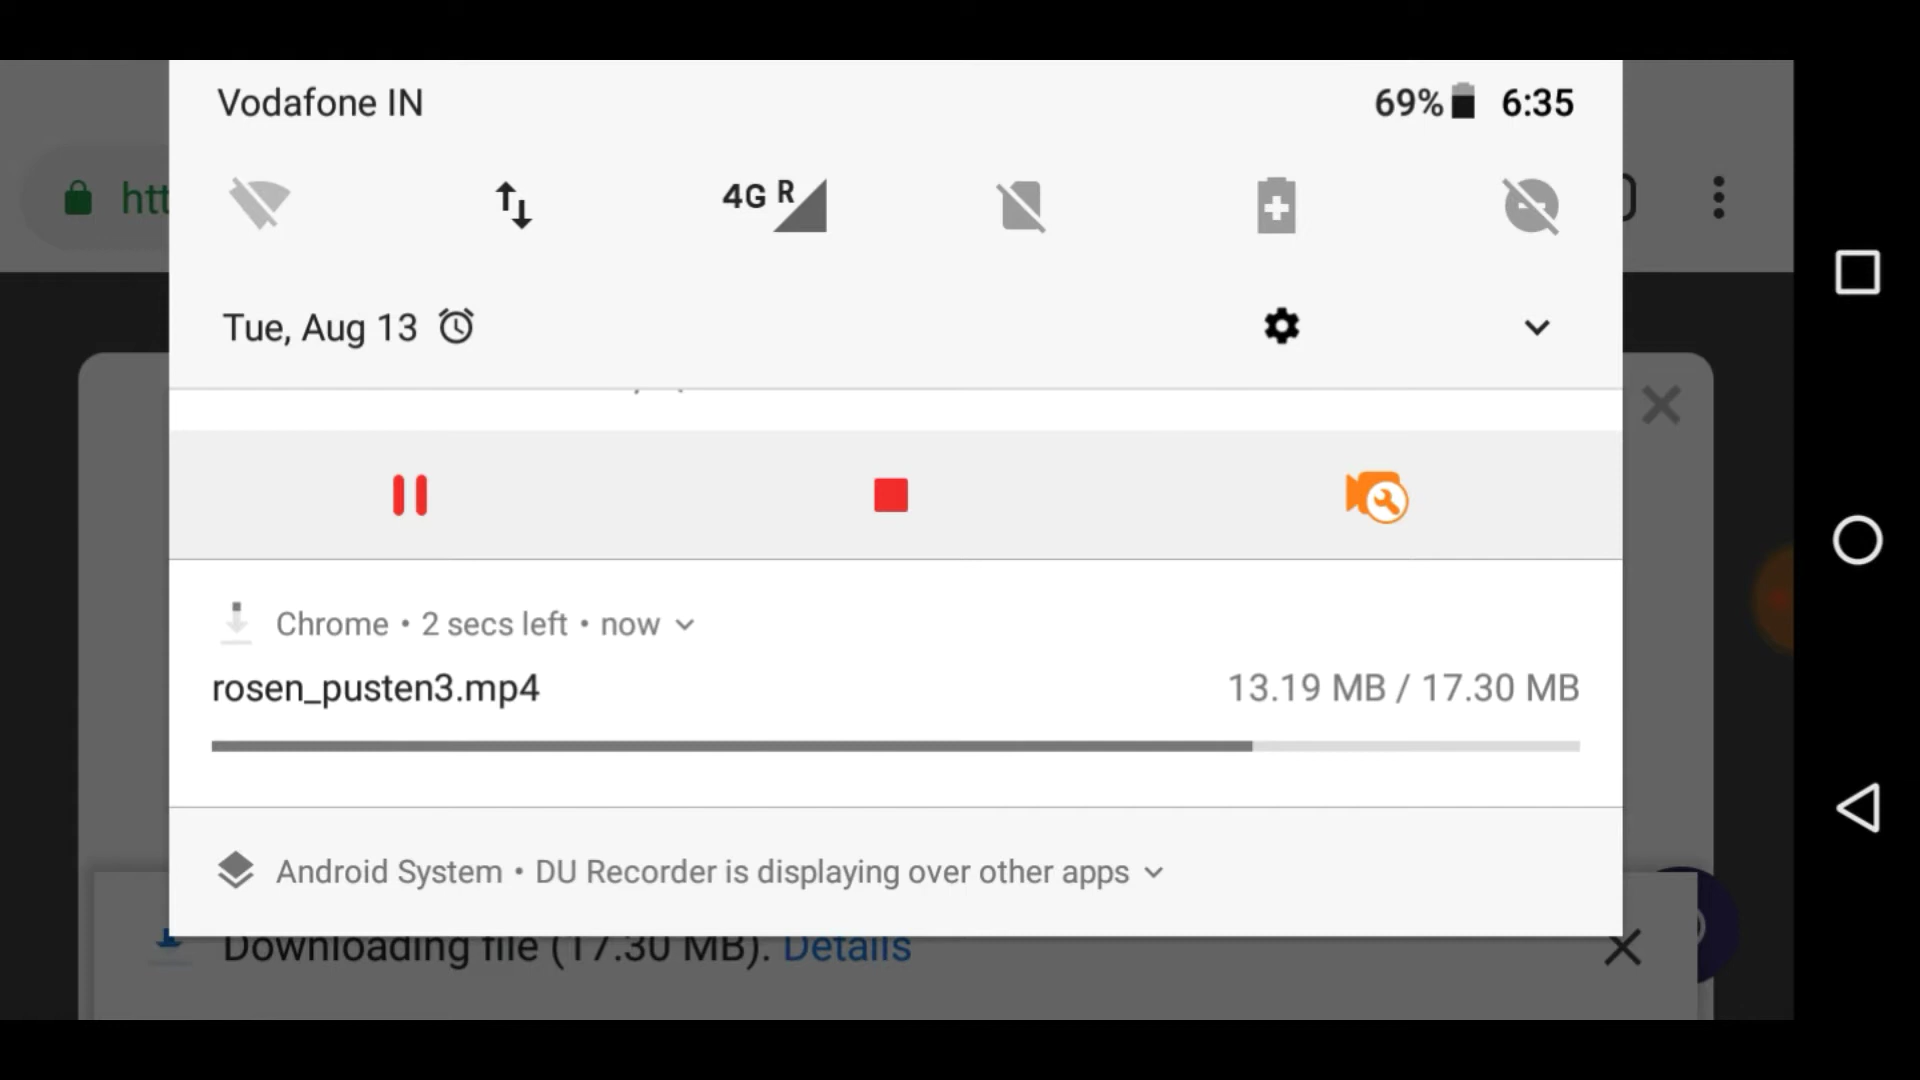 Vodafone IN
69% 6:35
htt
4G R
Tue, Aug 13
Chrome • 2 secs left • now
rosen_pusten3.mp4
13.19 MB / 17.30 MB
Android System • DU Recorder is displaying over other apps
Downloading file (17.30 MB). Details